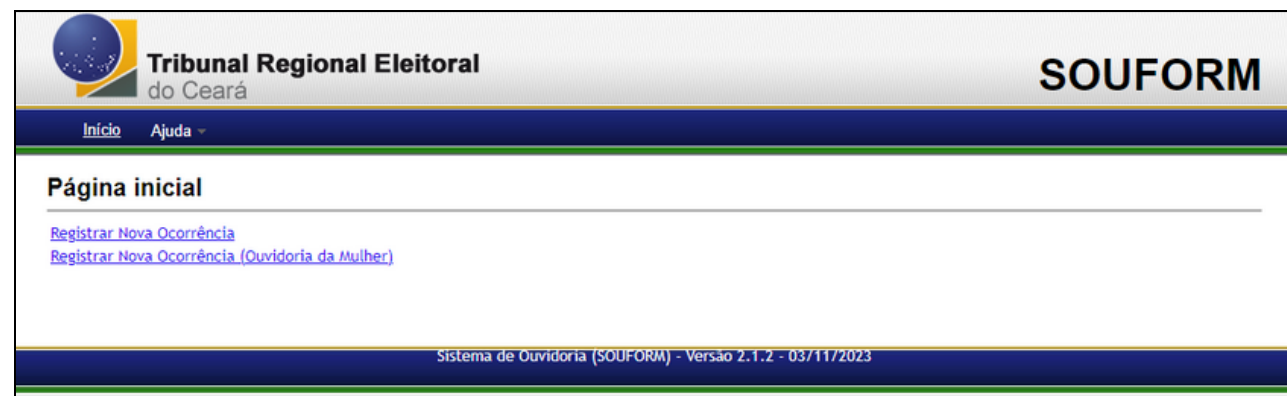 Tribunal Regional Eleitoral
do Ceará
SOUFORM
Início Ajuda
Página inicial
Registrar Nova Ocorrência
Registrar Nova Ocorrência (Ouvidoria da Mulher)
Sistema de Ouvidoria (SOUFORM) - Versão 2.1.2 - 03/11/2023